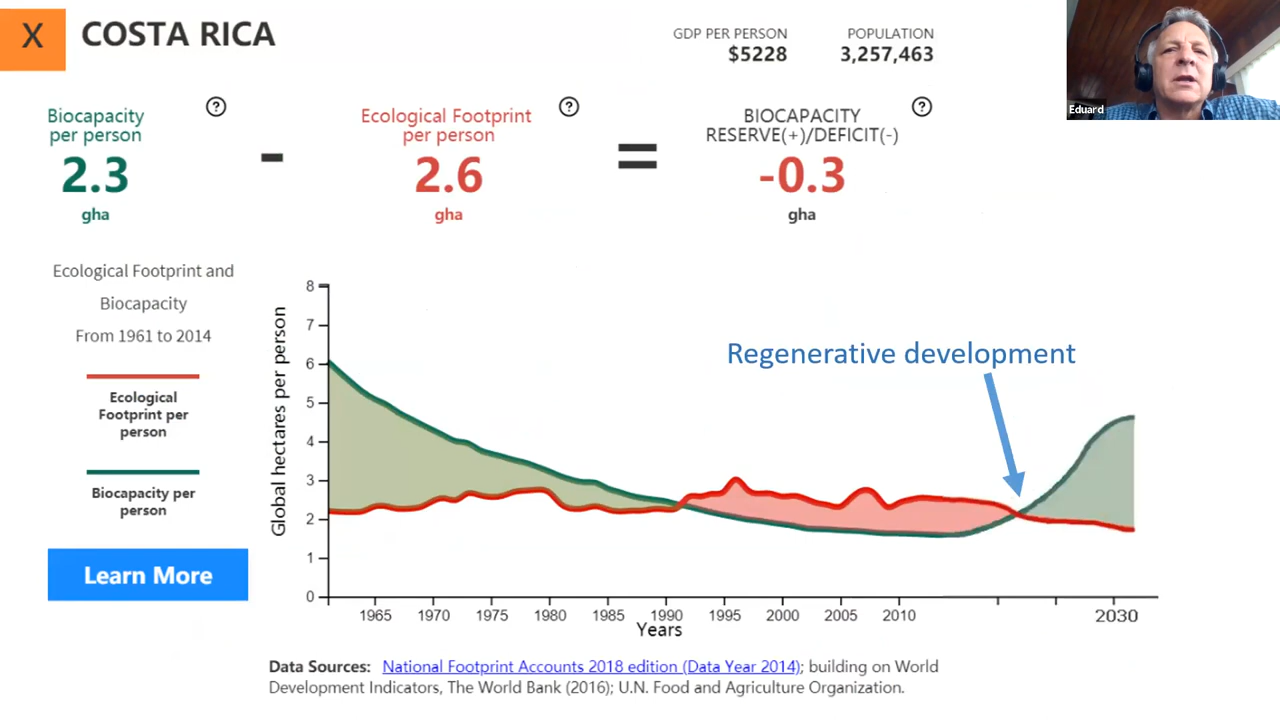 X
COSTA RICA
GDP PER PERSON
$5228
POPULATION
3,257,463
Eduard
Biocapacity
per person
2.3
gha
?
-
Ecological Footprint
per person
2.6
gha
?
=
BIOCAPACITY
RESERVE(+)/DEFICIT(-)
-0.3
gha
?
Ecological Footprint and
Biocapacity
From 1961 to 2014
Ecological
Footprint per
person
Biocapacity per
person
Learn More
Global hectares per person
8
7
6
5
4
3
2
1
0
Regenerative development
1965 1970 1975 1980 1985 1990 1995 2000 2005 2010 2030
Years
Data Sources: National Footprint Accounts 2018 edition (Data Year 2014); building on World
Development Indicators, The World Bank (2016); U.N. Food and Agriculture Organization.